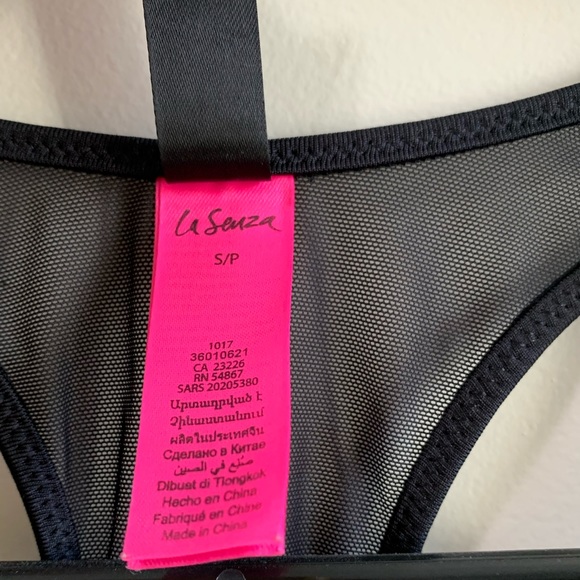 La Senza
S/P
1017
36010621
CA 23226
RN 54867
SARS 20205380
Արտադրված է
Չինաստանում
ผลิตในประเทศจีน
Сделано в Китае
صنع في الصين
Dibuat di Tiongkok
Hecho en China
Fabriqué en Chine
Made in China